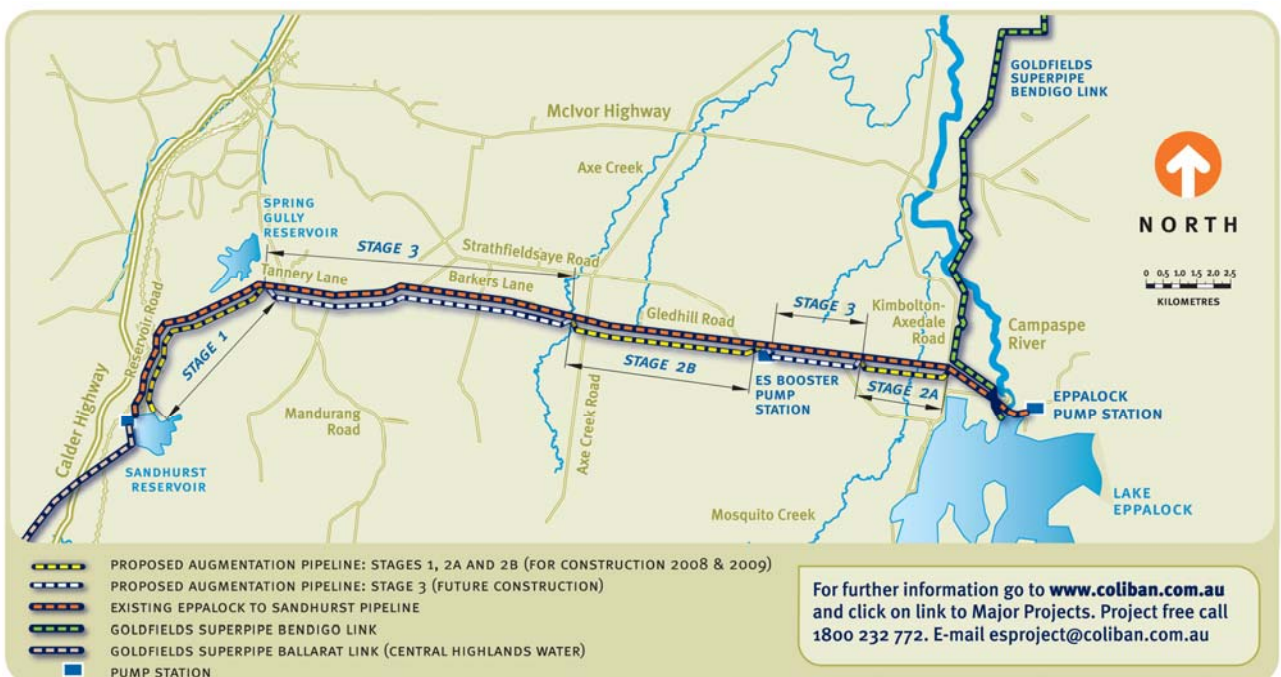 GOLDFIELDS
SUPERPIPE
BENDIGO LINK
McIvor Highway
Axe Creek
NORTH
SPRING
GULLY
RESERVOIR
STAGE 3
Strathfieldsaye Road
Tannery Lane
Barkers Lane
0 0.5 1.0 1.5 2.0 2.5
KILOMETRES
Reservoir Road
STAGE 3
Kimbolton-
Axedale
Road
Gledhill Road
Campaspe
River
STAGE 1
STAGE 2B
ES BOOSTER
PUMP
STATION
STAGE 2A
EPPALOCK
PUMP STATION
Calder Highway
Mandurang
Road
Axe Creek Road
SANDHURST
RESERVOIR
LAKE
EPPALOCK
Mosquito Creek
PROPOSED AUGMENTATION PIPELINE: STAGES 1, 2A AND 2B (FOR CONSTRUCTION 2008 & 2009)
PROPOSED AUGMENTATION PIPELINE: STAGE 3 (FUTURE CONSTRUCTION)
EXISTING EPPALOCK TO SANDHURST PIPELINE
GOLDFIELDS SUPERPIPE BENDIGO LINK
GOLDFIELDS SUPERPIPE BALLARAT LINK (CENTRAL HIGHLANDS WATER)
PUMP STATION
For further information go to www.coliban.com.au
and click on link to Major Projects. Project free call
1800 232 772. E-mail esproject@coliban.com.au